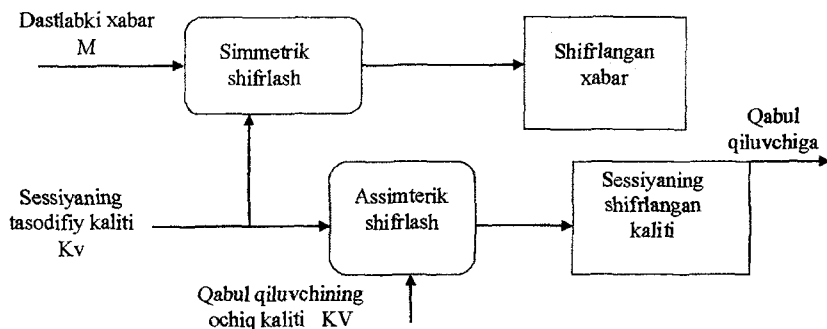 Dastlabki xabar
M
Simmetrik
shifrlash
Shifrlangan
xabar
Qabul
qiluvchiga
Sessiyaning
tasodifiy kaliti
Kv
Assimterik
shifrlash
Sessiyaning
shifrlangan
kaliti
Qabul qiluvchining
ochiq kaliti KV